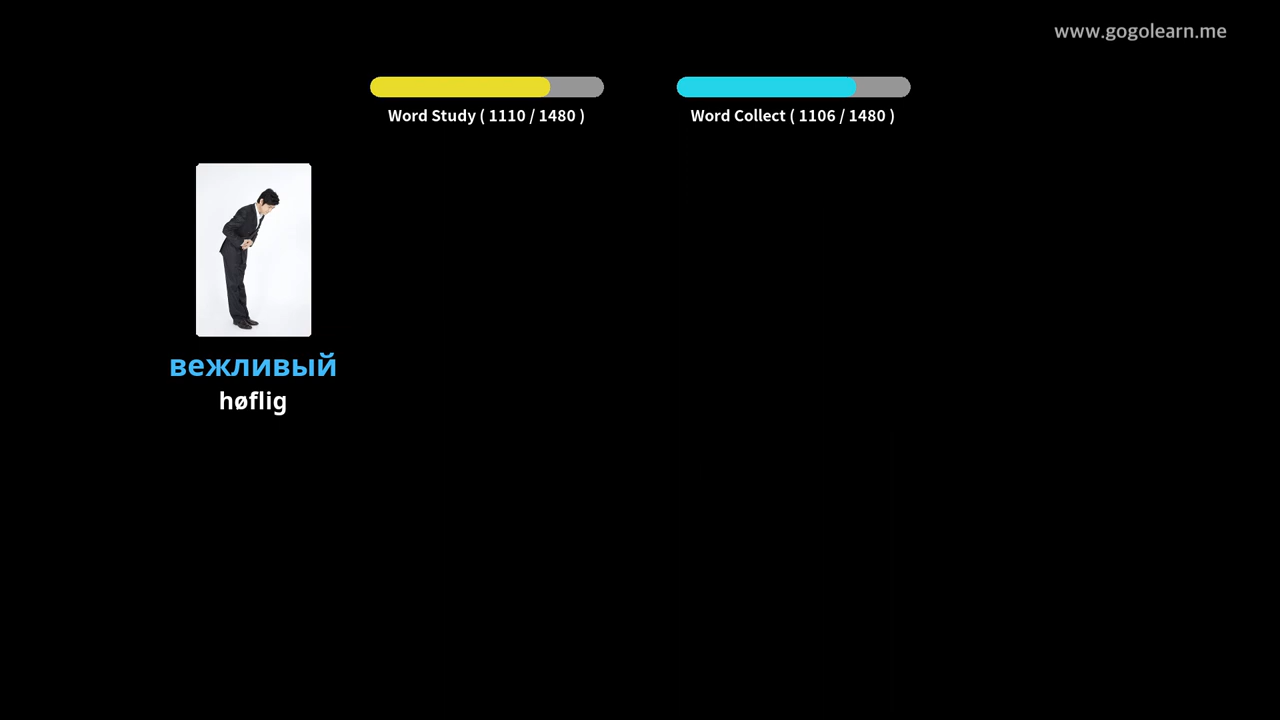 www.gogolearn.me
Word Study ( 1110 / 1480 )
Word Collect ( 1106 / 1480 )
вежливый
høflig